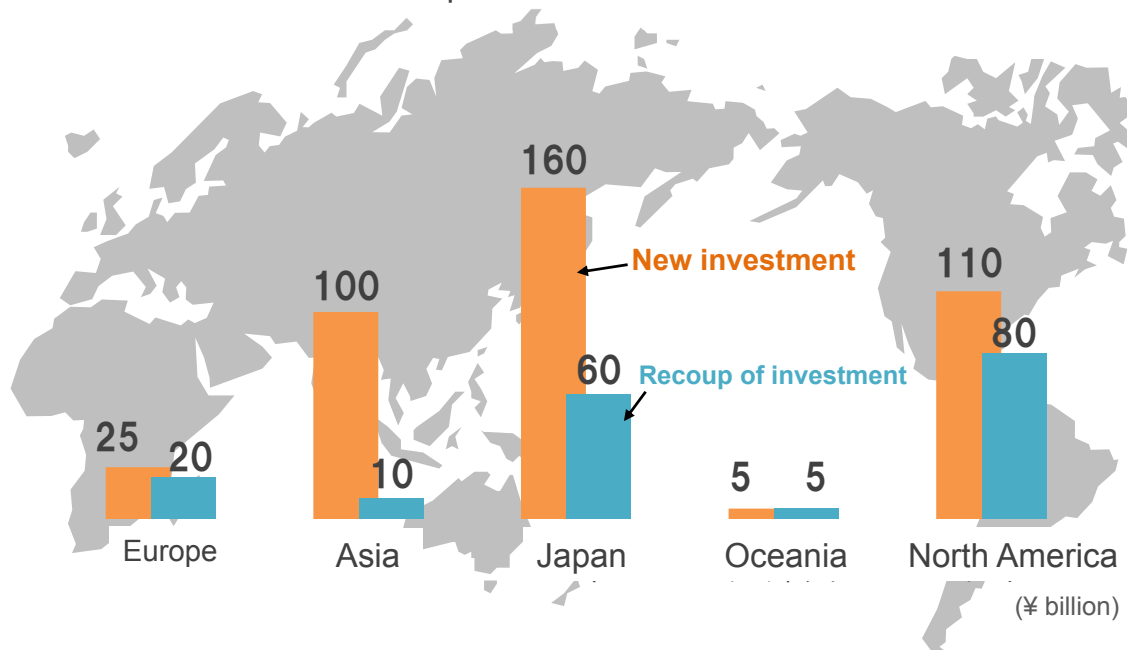 160
New investment
110
100
80
60
Recoup of investment
25
20
10
5
5
Europe
Asia
Japan
Oceania
North America
(¥ billion)